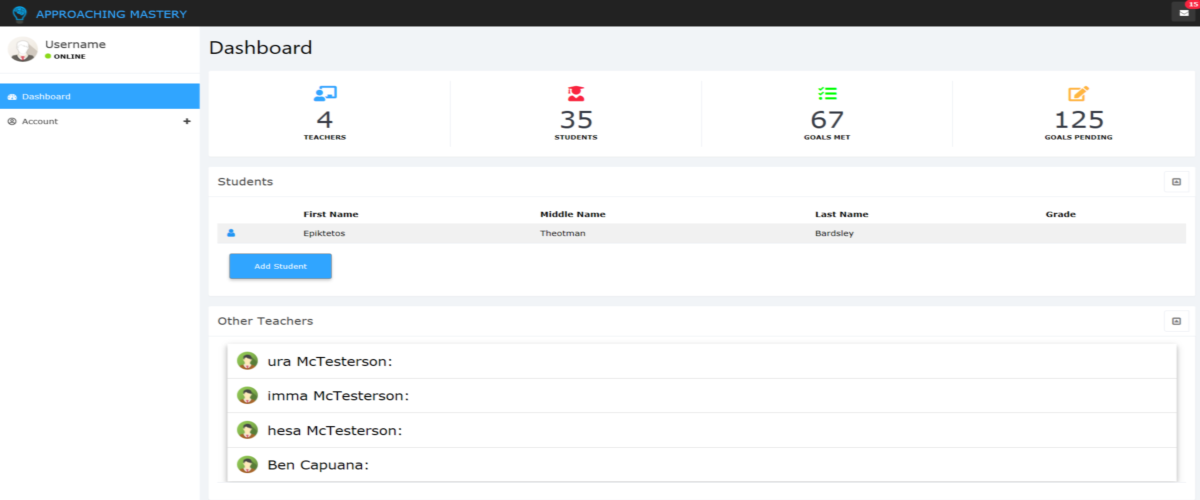 APPROACHING MASTERY
15
Username
ONLINE
Dashboard
Account
Dashboard
4
TEACHERS
35
STUDENTS
67
GOALS MET
125
GOALS PENDING
Students
First Name Middle Name Last Name Grade
Epiktetos Theotman Bardsley
Add Student
Other Teachers
ura McTesterson:
imma McTesterson:
hesa McTesterson:
Ben Capuana: